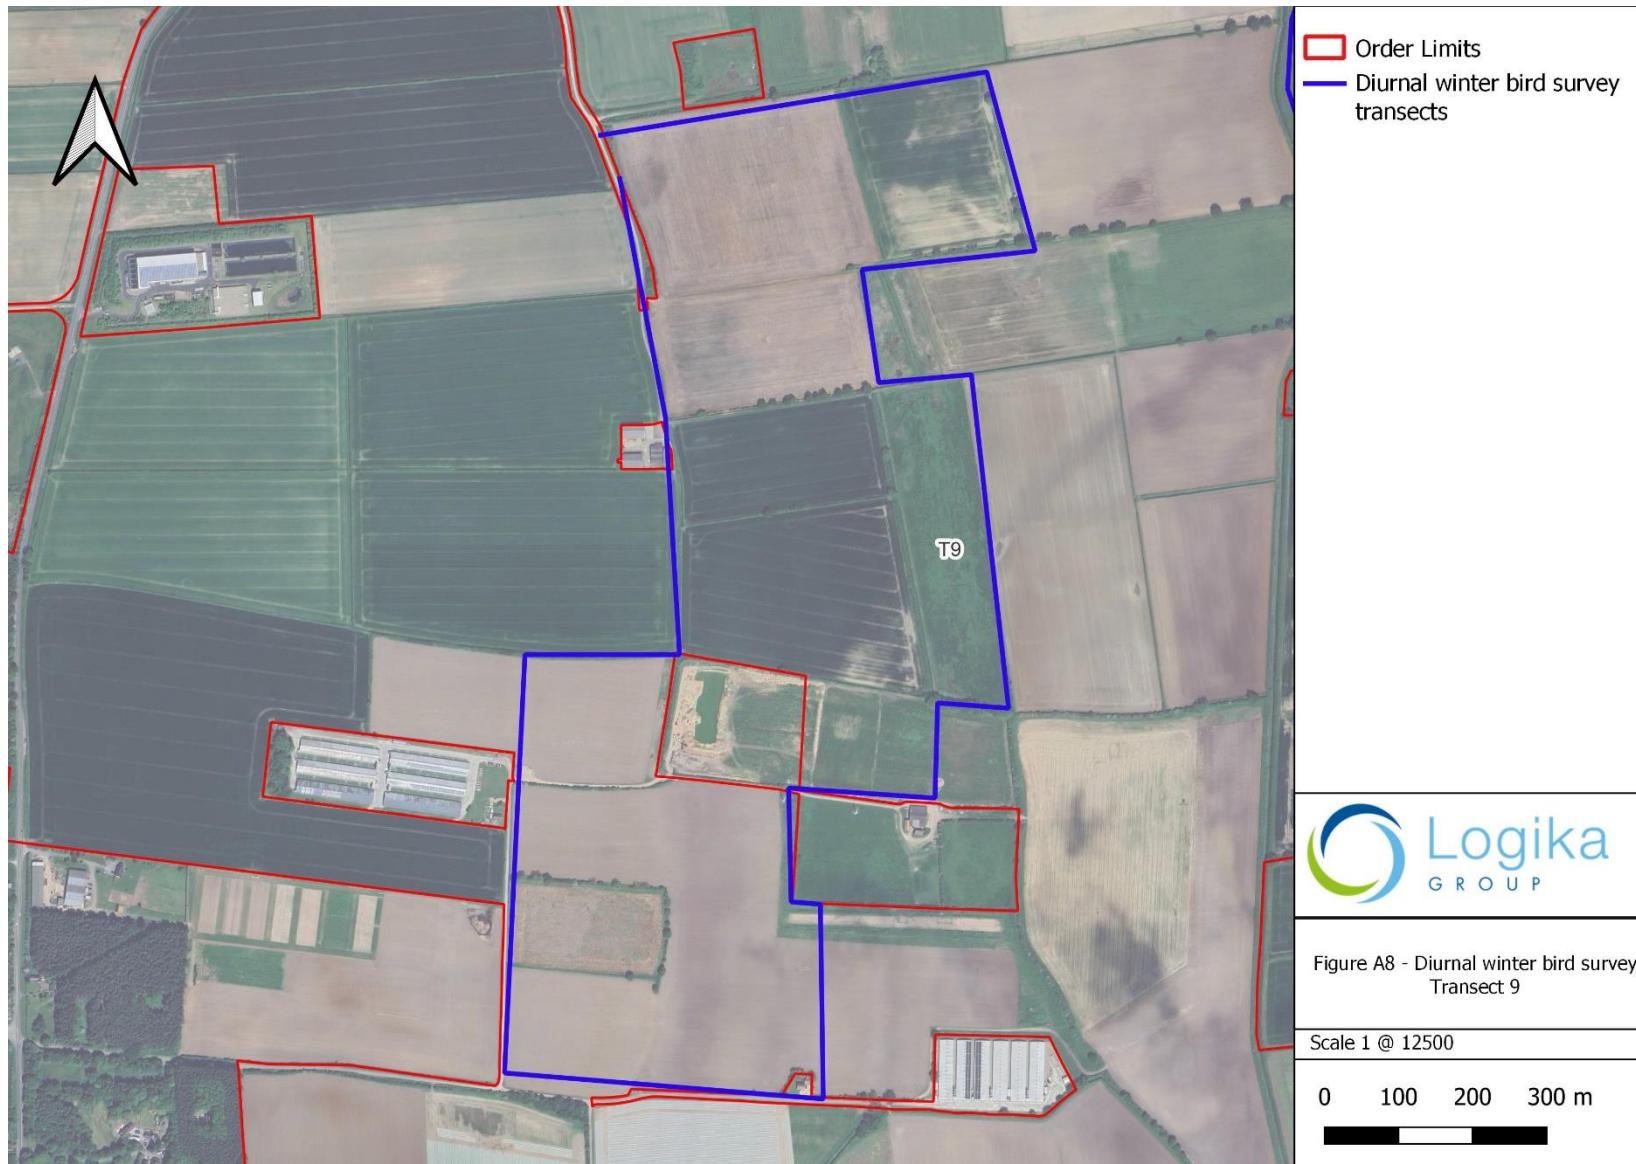 Order Limits
Diurnal winter bird survey
transects
T9
Logika
GROUP
Figure A8 - Diurnal winter bird survey
Transect 9
Scale 1 @ 12500
0 100 200 300 m